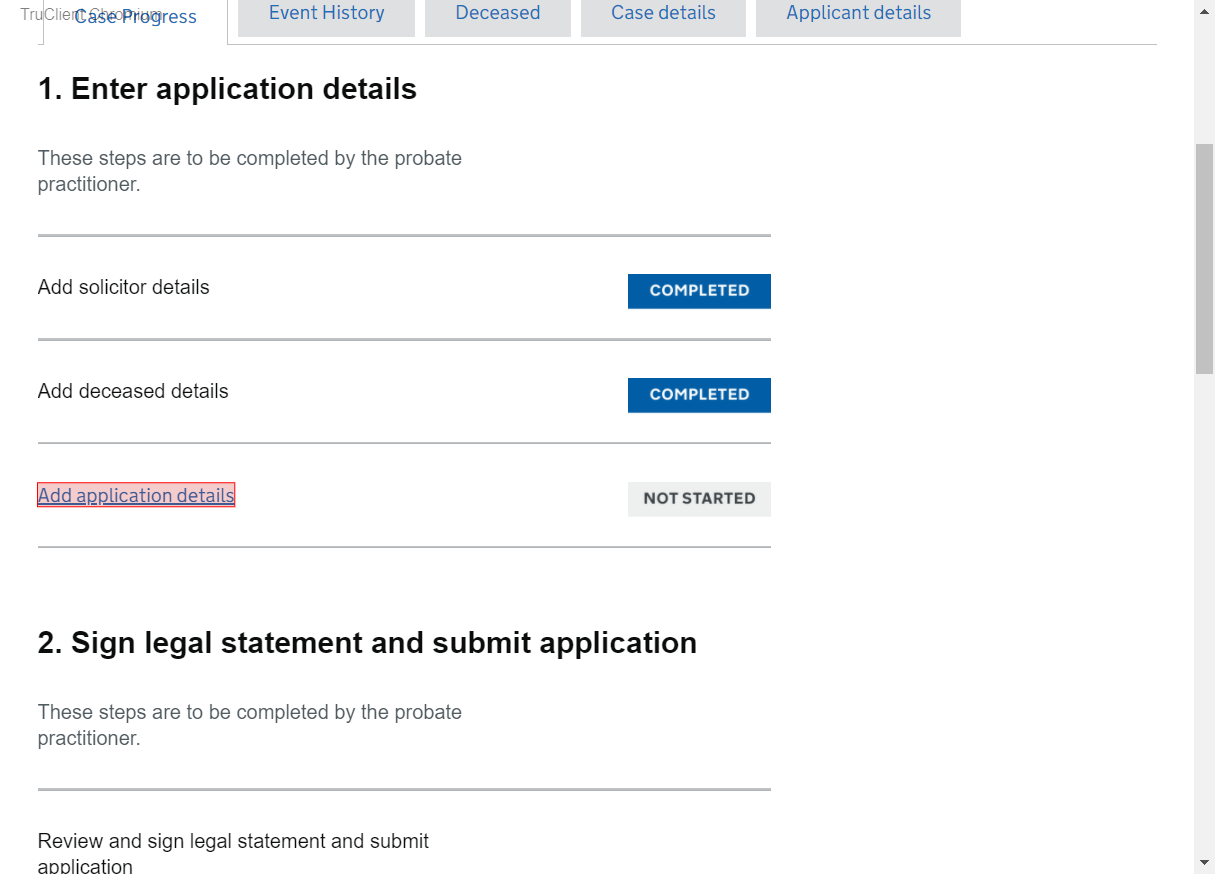 TruClient Chromium
Case Progress Event History Deceased Case details Applicant details
1. Enter application details
These steps are to be completed by the probate
practitioner.
Add solicitor details COMPLETED
Add deceased details COMPLETED
Add application details NOT STARTED
2. Sign legal statement and submit application
These steps are to be completed by the probate
practitioner.
Review and sign legal statement and submit
application